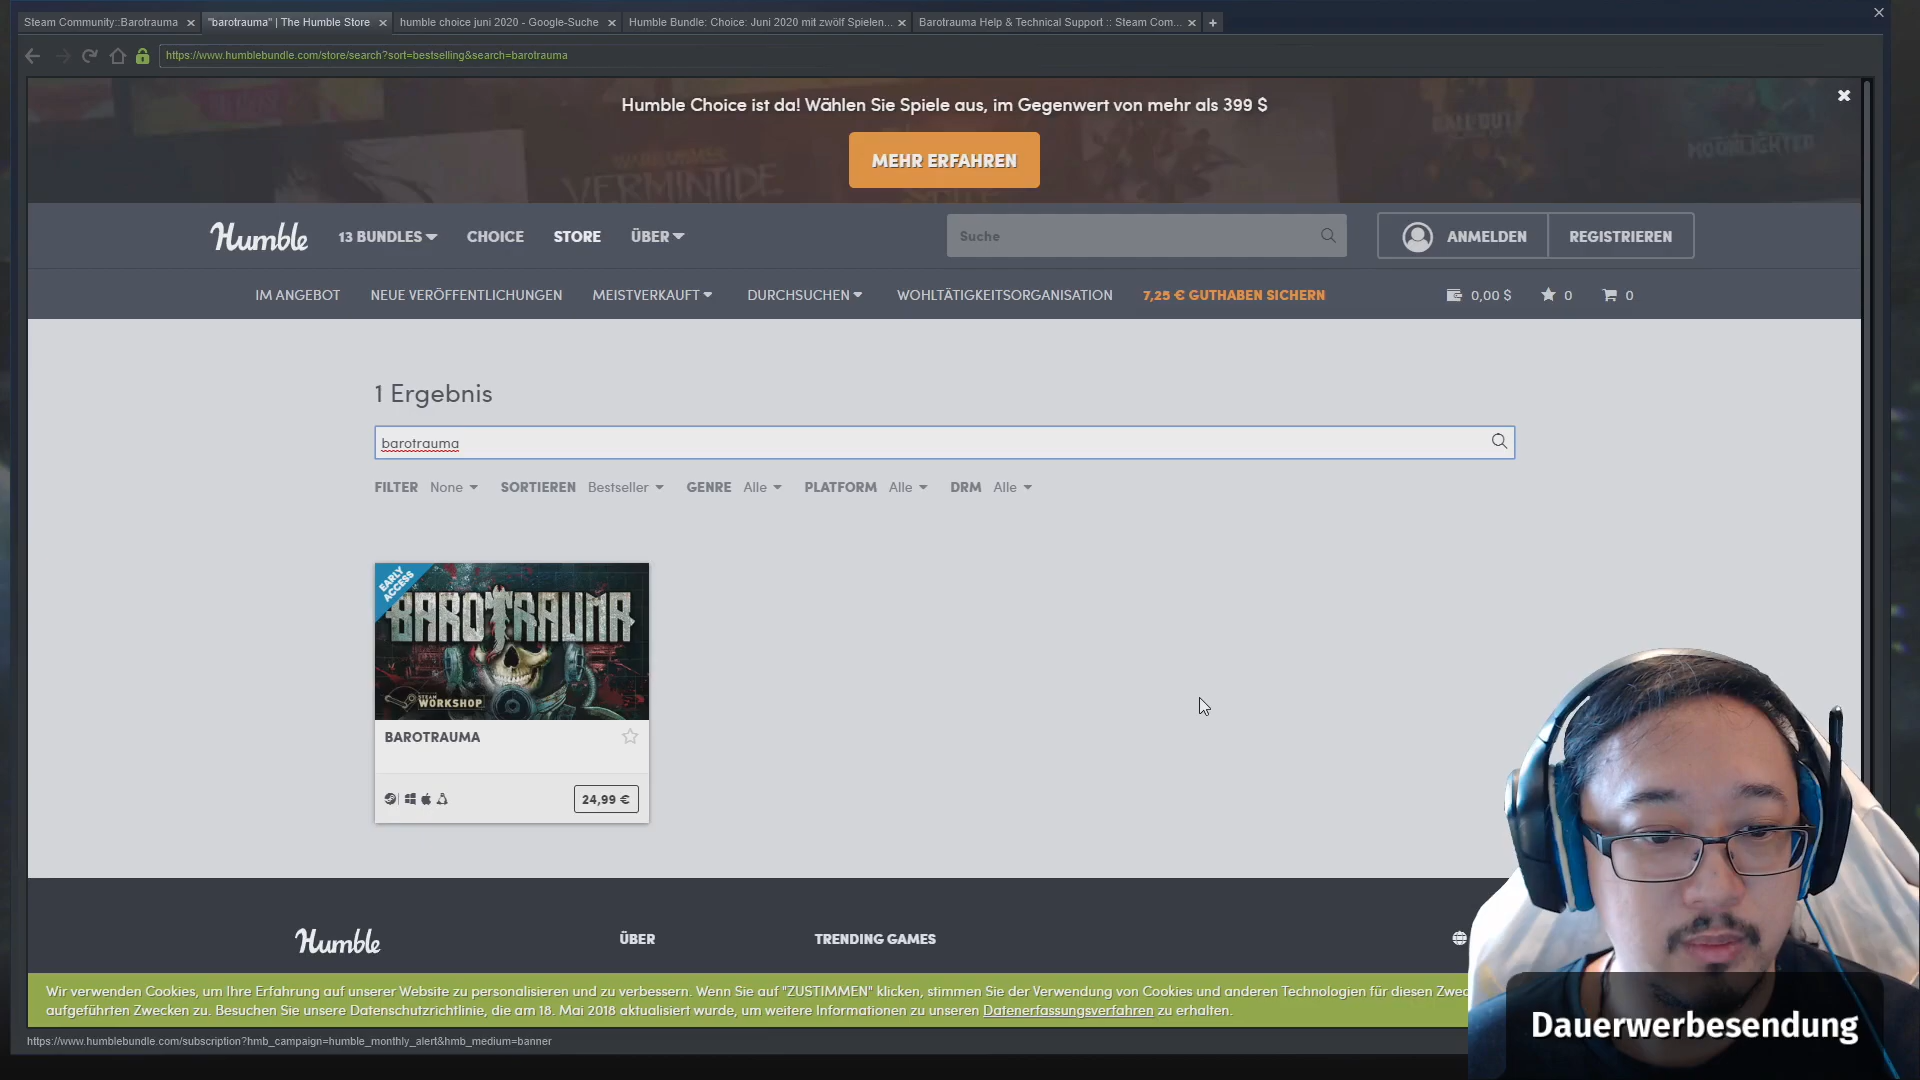 Steam Community::Barotrauma
"barotrauma" | The Humble Store
humble choice juni 2020 - Google-Suche
Humble Bundle: Choice: Juni 2020 mit zwölf Spielen...
Barotrauma Help & Technical Support :: Steam Com...
https://www.humblebundle.com/store/search?sort=bestselling&search=barotrauma
Humble Choice ist da! Wählen Sie Spiele aus, im Gegenwert von mehr als 399 $
WARHAMMER
VERMINTIDE
CALL OF DUTY
MOONLIGHTER
MEHR ERFAHREN
Humble
13 BUNDLES
CHOICE
STORE
ÜBER
Suche
ANMELDEN
REGISTRIEREN
IM ANGEBOT
NEUE VERÖFFENTLICHUNGEN
MEISTVERKAUFT
DURCHSUCHEN
WOHLTÄTIGKEITSORGANISATION
7,25 € GUTHABEN SICHERN
0,00 $
0
0
1 Ergebnis
barotrauma
FILTER None SORTIEREN Bestseller GENRE Alle PLATFORM Alle DRM Alle
EARLY
ACCESS
BAROTRAUMA
STEAM
WORKSHOP
BAROTRAUMA
24,99 €
Humble
ÜBER
TRENDING GAMES
Wir verwenden Cookies, um Ihre Erfahrung auf unserer Website zu personalisieren und zu verbessern. Wenn Sie auf "ZUSTIMMEN" klicken, stimmen Sie der Verwendung von Cookies und anderen Technologien für diesen Zwec
aufgeführten Zwecken zu. Besuchen Sie unsere Datenschutzrichtlinie, die am 18. Mai 2018 aktualisiert wurde, um weitere Informationen zu unseren Datenerfassungsverfahren zu erhalten.
https://www.humblebundle.com/subscription?hmb_campaign=humble_monthly_alert&hmb_medium=banner
Dauerwerbesendung